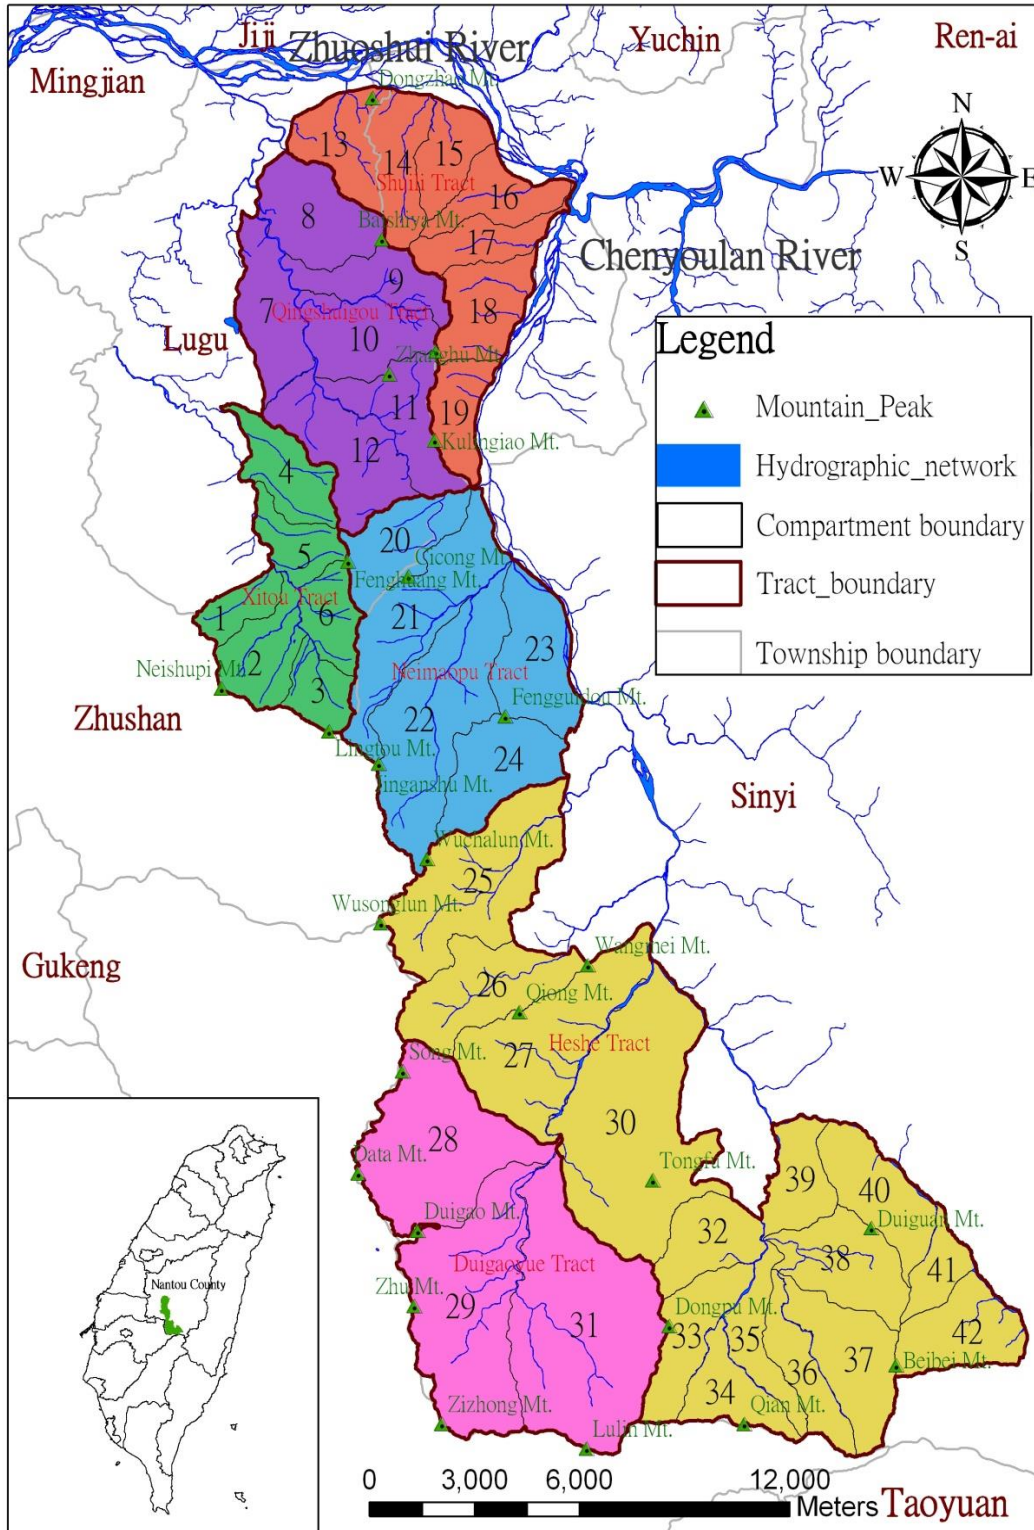 Jiji
Zhuoshui River
Yuchin
Ren-ai
Mingjian
Dongzhao Mt.
N
W
E
S
13
14
15
Shuili Tract
16
8
Baishiya Mt.
17
Chenyoulan River
9
7
Qingshuigou Tract
18
Lugu
10
Zhanghu Mt.
Legend
Mountain_Peak
Hydrographic_network
Compartment boundary
Tract_boundary
Township boundary
11
19
12
Kulingiao Mt.
4
20
5
Cicong Mt.
Fenghuang Mt.
Xitou Tract
1
6
21
23
2
3
Neishupi Mt.
Neimaopu Tract
Fengguidou Mt.
Zhushan
22
Lingtou Mt.
24
Jinganshu Mt.
Sinyi
Wuchalun Mt.
25
Wusonglun Mt.
Gukeng
Wangmei Mt.
26
Qiong Mt.
Heshe Tract
27
Song Mt.
30
28
Data Mt.
Tongfu Mt.
39
40
Duigao Mt.
32
Duiguan Mt.
38
Duigaoyue Tract
41
Nantou County
Zhu Mt.
29
31
Dongpu Mt.
33
35
42
37
Beibei Mt.
34
36
Zizhong Mt.
Qian Mt.
Lulin Mt.
0
3,000
6,000
12,000
Meters
Taoyuan